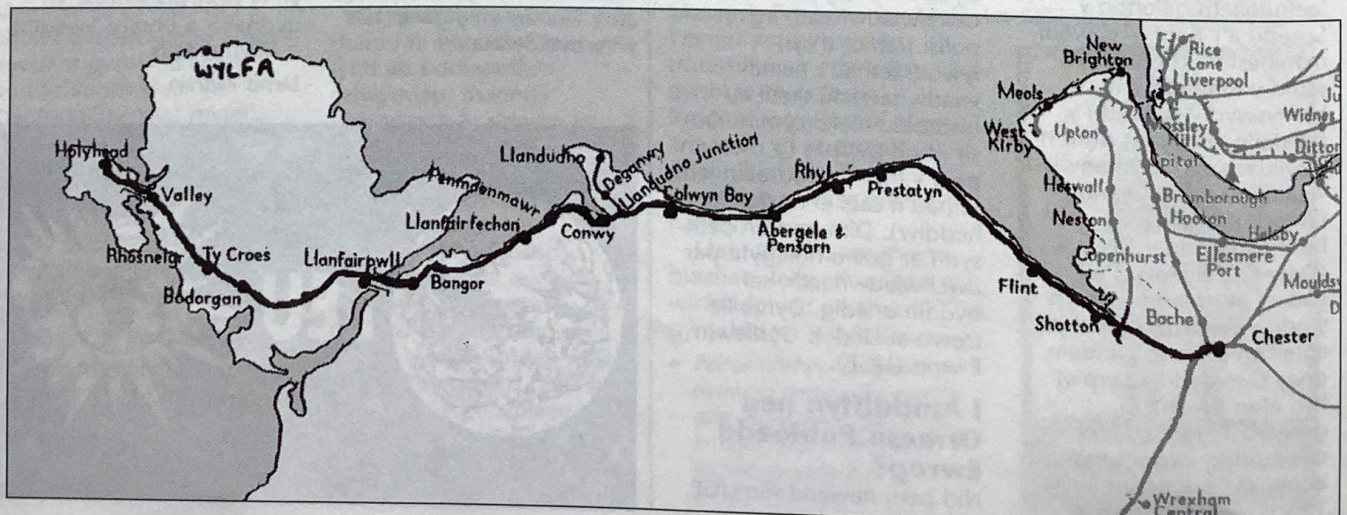 WYLFA
Holyhead
Valley
Rhosneigr
Ty Croes
Bodorgan
Llanfairpwll
Bangor
Llanfairfechan
Penmaenmawr
Conwy
Llandudno
Deganwy
Llandudno Junction
Colwyn Bay
Abergele &
Pensarn
Rhyl
Prestatyn
Flint
Shotton
Chester
New
Brighton
Meols
West
Kirby
Upton
Heswall
Neston
Capenhurst
Bache
Rice
Lane
Liverpool
Mossley
Hill
Spital
Bromborough
Hooton
Ellesmere
Port
Helsby
Widnes
Ditton
Wrexham
Central